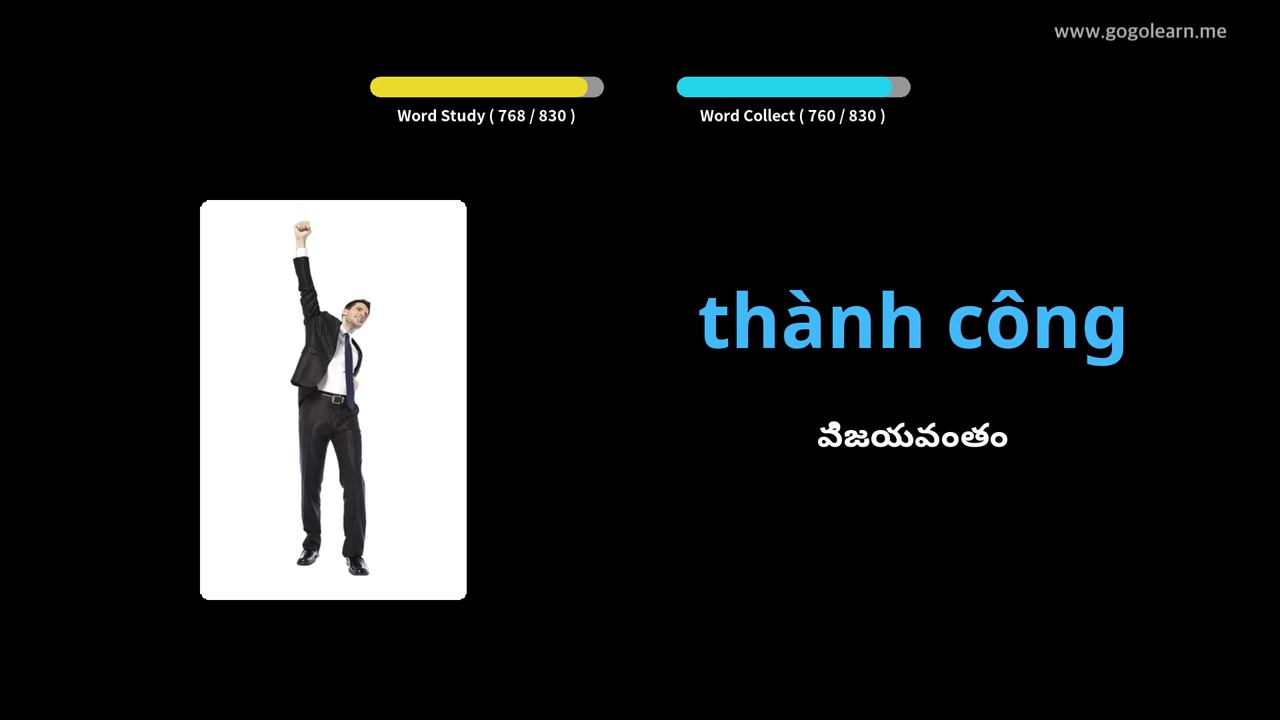 www.gogolearn.me
Word Study ( 768 / 830 )
Word Collect ( 760 / 830 )
thành công
విజయవంతం